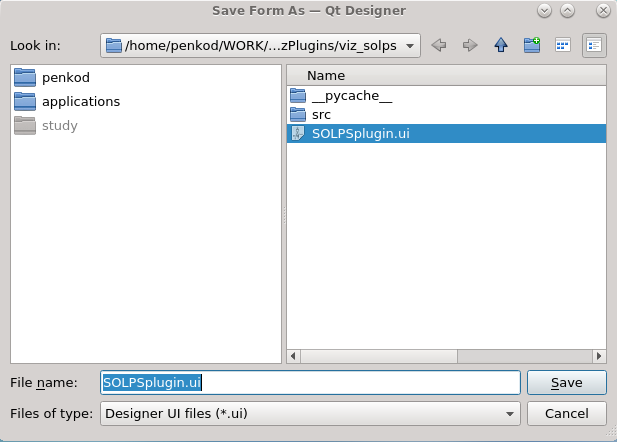 Save Form As — Qt Designer
Look in: /home/penkod/WORK/...zPlugins/viz_solps
penkod
applications
study
Name
__pycache__
src
SOLPSplugin.ui
File name: SOLPSplugin.ui Save
Files of type: Designer UI files (*.ui) Cancel